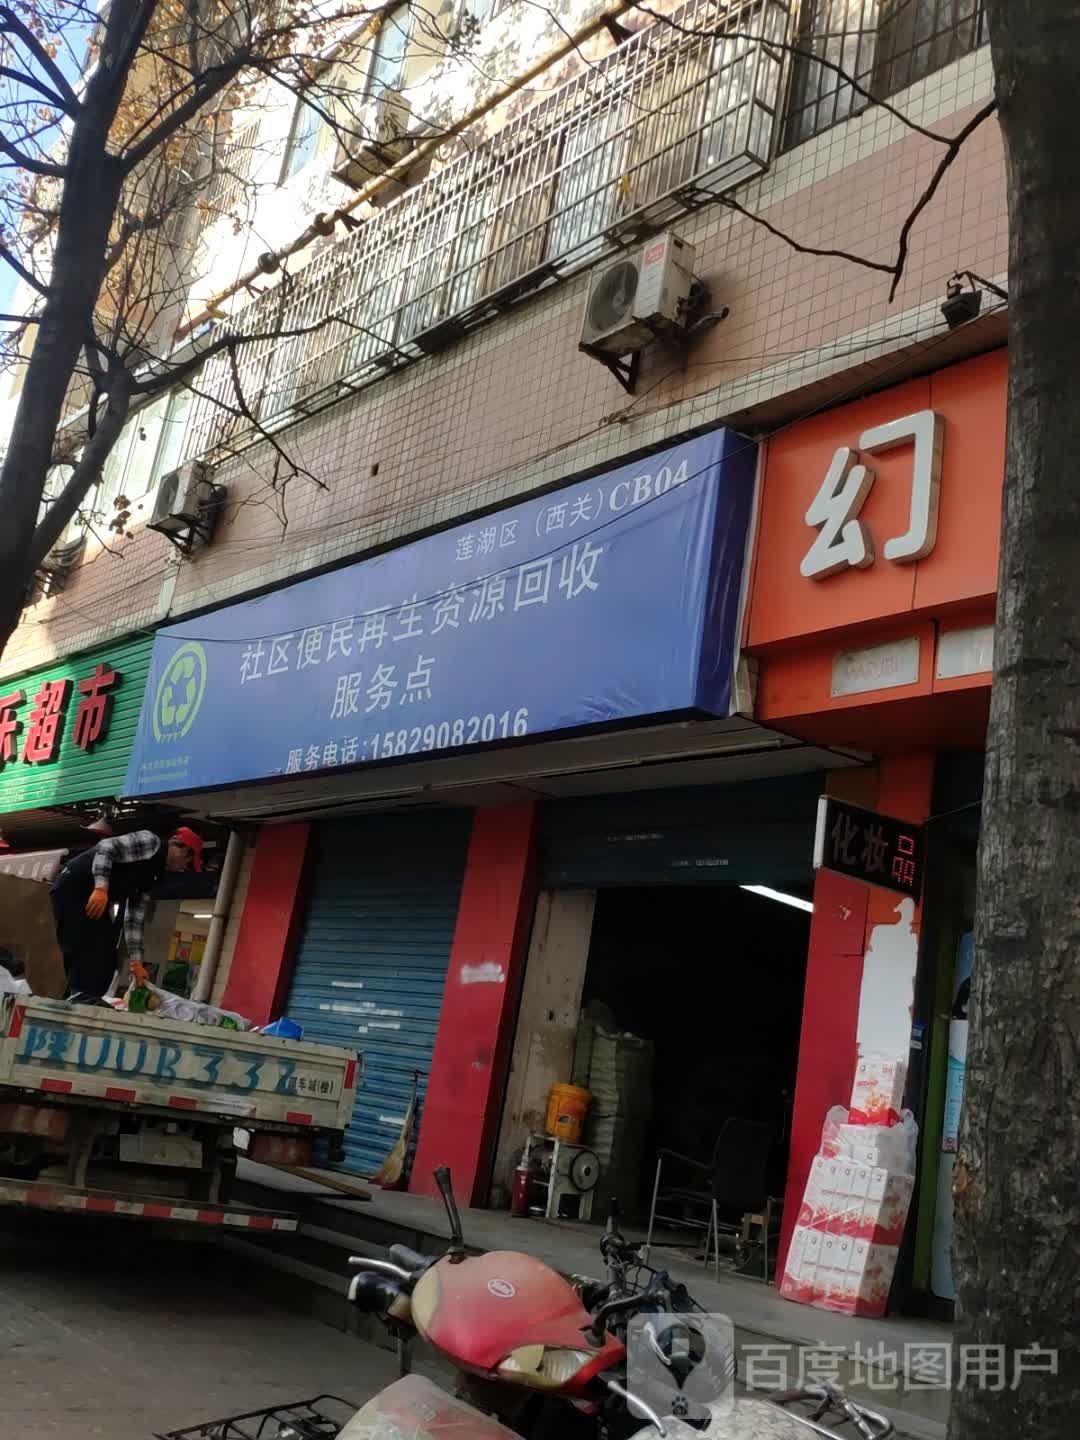 莲湖区（西关）CB04
社区便民再生资源回收
服务点
服务电话：15829082016
幻
乐超市
化妆品
陕UUB332
百度地图用户